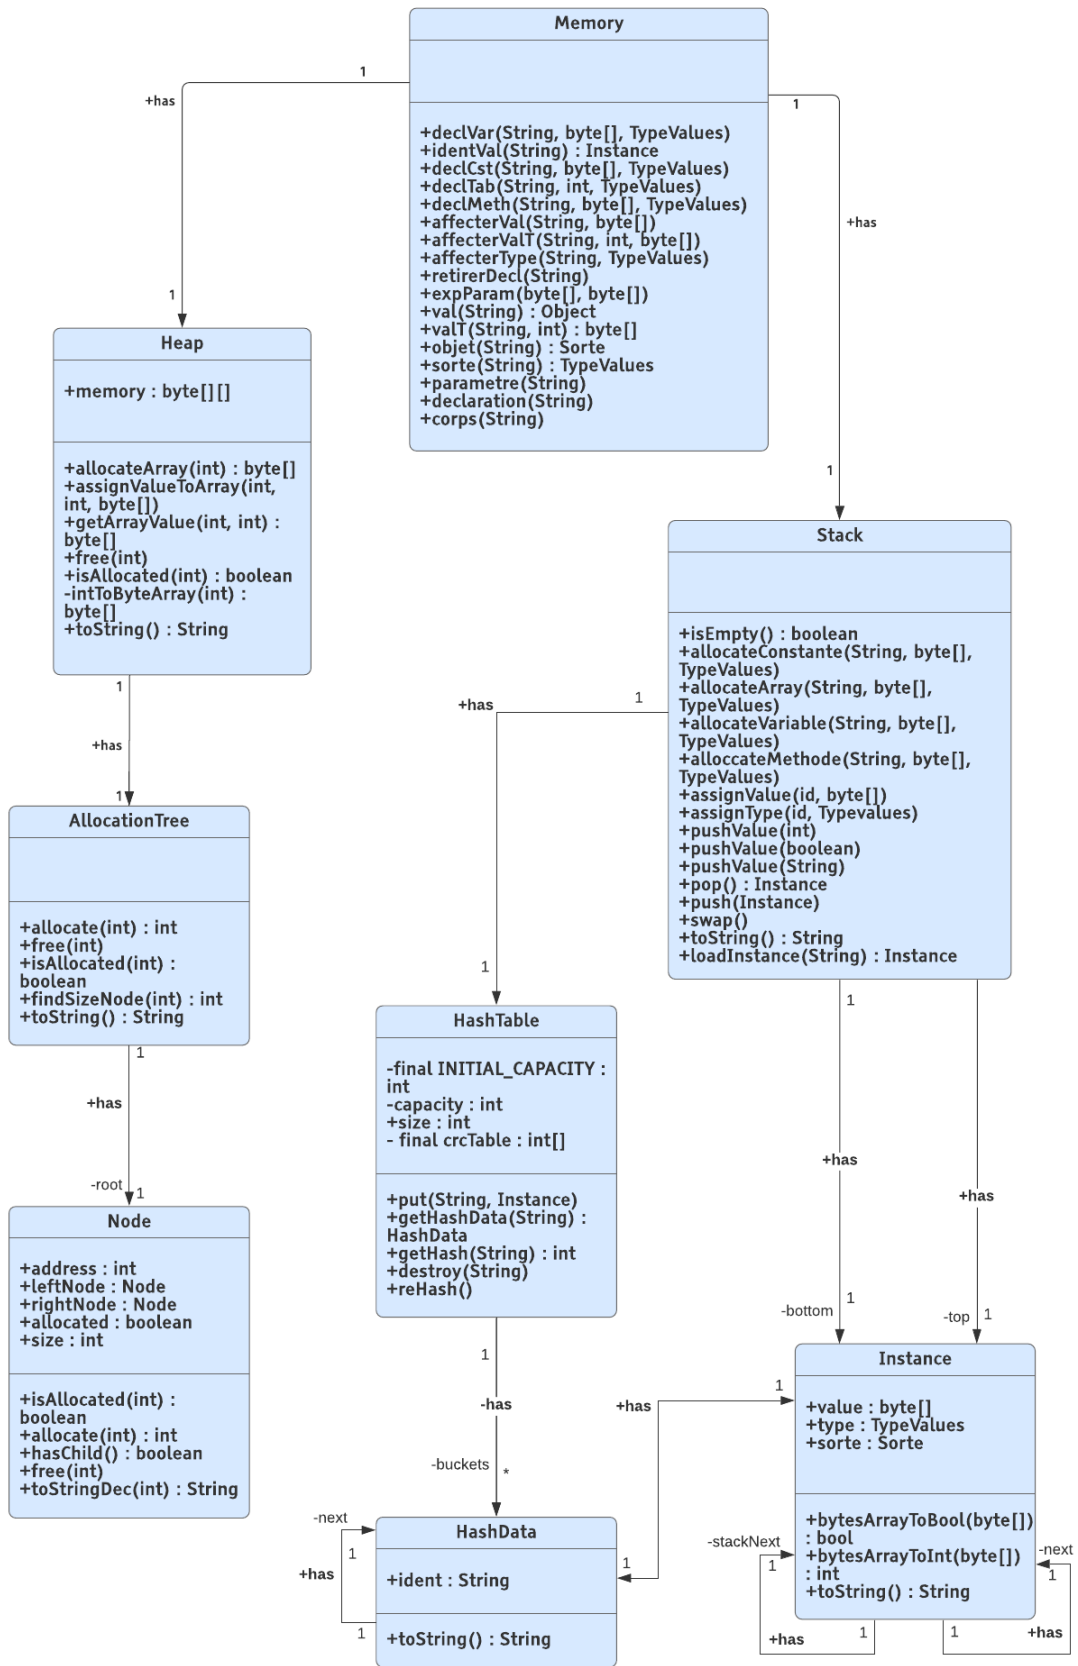 Memory
+declVar(String, byte[], TypeValues)
+identVal(String) : Instance
+declCst(String, byte[], TypeValues)
+declTab(String, int, TypeValues)
+declMeth(String, byte[], TypeValues)
+affecterVal(String, byte[])
+affecterValT(String, int, byte[])
+affecterType(String, TypeValues)
+retirerDecl(String)
+expParam(byte[], byte[])
+val(String) : Object
+valT(String, int) : byte[]
+objet(String) : Sorte
+sorte(String) : TypeValues
+parametre(String)
+declaration(String)
+corps(String)
1
+has
1
1
+has
1
Heap
+memory : byte[][]
+allocateArray(int) : byte[]
+assignValueToArray(int,
int, byte[])
+getArrayValue(int, int) :
byte[]
+free(int)
+isAllocated(int) : boolean
-intToByteArray(int) :
byte[]
+toString() : String
1
+has
1
Stack
+isEmpty() : boolean
+allocateConstante(String, byte[],
TypeValues)
+allocateArray(String, byte[],
TypeValues)
+allocateVariable(String, byte[],
TypeValues)
+alloccateMethode(String, byte[],
TypeValues)
+assignValue(id, byte[])
+assignType(id, Typevalues)
+pushValue(int)
+pushValue(boolean)
+pushValue(String)
+pop() : Instance
+push(Instance)
+swap()
+toString() : String
+loadInstance(String) : Instance
1
+has
1
AllocationTree
+allocate(int) : int
+free(int)
+isAllocated(int) :
boolean
+findSizeNode(int) : int
+toString() : String
1
+has
-root
1
HashTable
-final INITIAL_CAPACITY :
int
-capacity : int
+size : int
- final crcTable : int[]
+put(String, Instance)
+getHashData(String) :
HashData
+getHash(String) : int
+destroy(String)
+reHash()
1
+has
-bottom
1
1
+has
-top
1
Node
+address : int
+leftNode : Node
+rightNode : Node
+allocated : boolean
+size : int
+isAllocated(int) :
boolean
+allocate(int) : int
+hasChild() : boolean
+free(int)
+toStringDec(int) : String
1
-has
-buckets
*
Instance
+value : byte[]
+type : TypeValues
+sorte : Sorte
+bytesArrayToBool(byte[])
: bool
+bytesArrayToInt(byte[])
: int
+toString() : String
1
+has
1
HashData
+ident : String
+toString() : String
-next
1
+has
1
-stackNext
1
+has
1
-next
1
+has
1